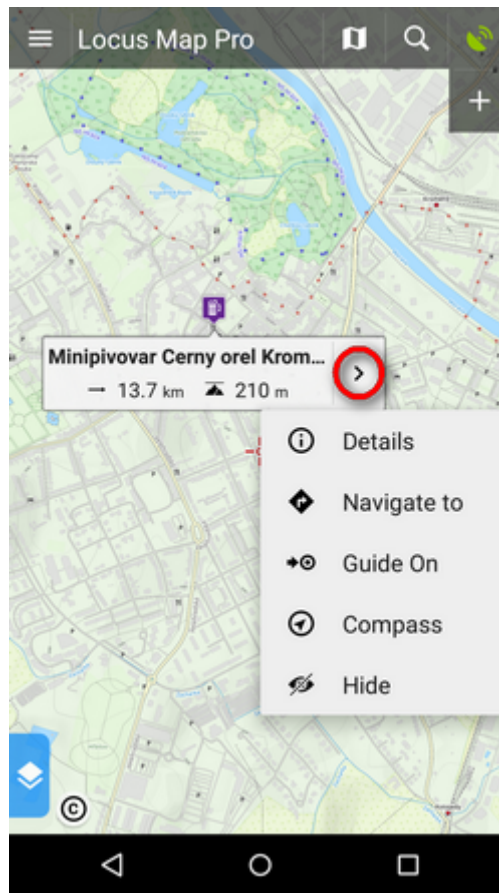 Locus Map Pro
Minipivovar Cerny orel Krom...
13.7 km 210 m
Details
Navigate to
Guide On
Compass
Hide